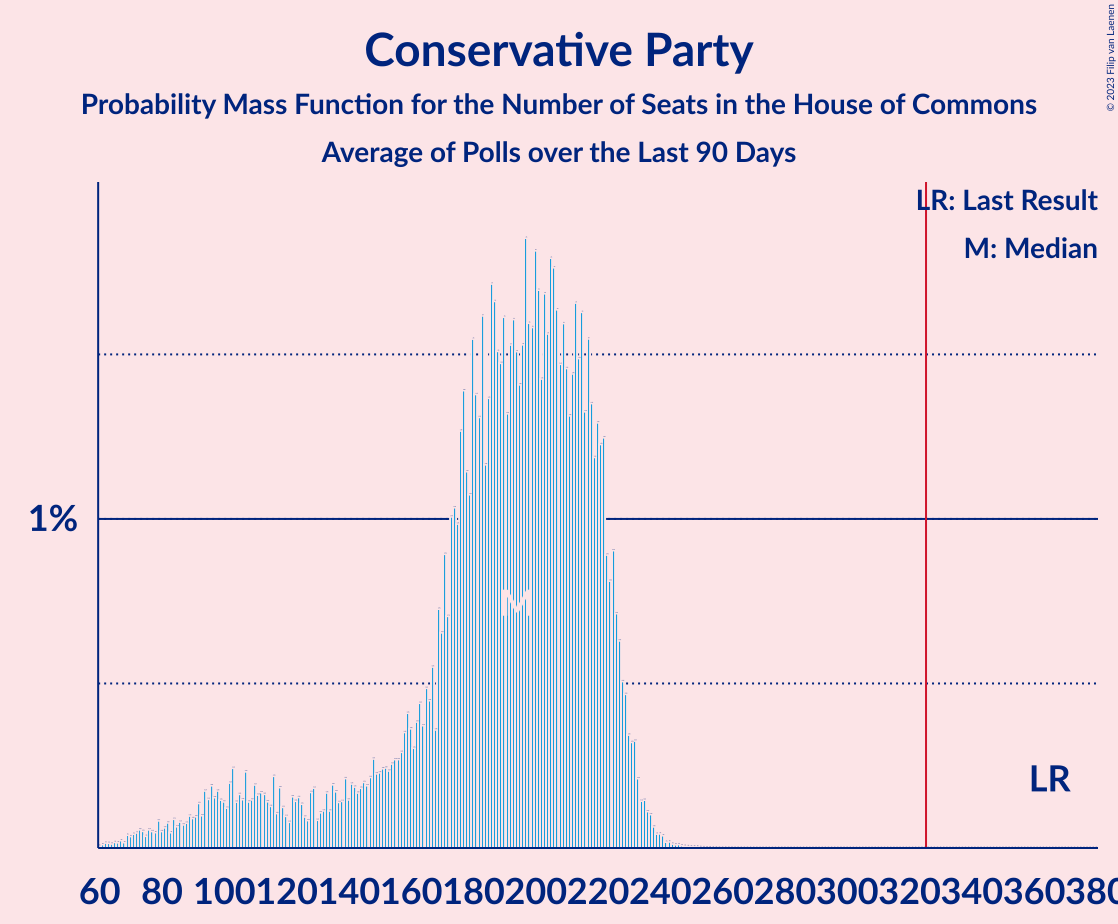 Conservative Party
Probability Mass Function for the Number of Seats in the House of Commons
Average of Polls over the Last 90 Days
© 2023 Filip van Laenen
LR: Last Result
M: Median
1%
M
LR
60 80 100 120 140 160 180 200 220 240 260 280 300 320 340 360 380